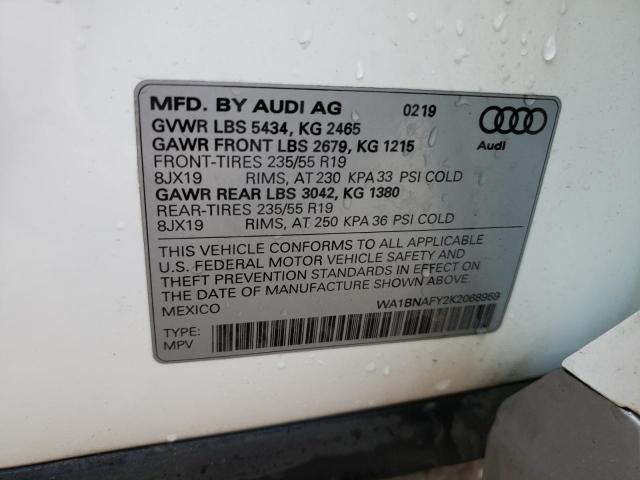 MFD. BY AUDI AG 0219
GVWR LBS 5434, KG 2465
GAWR FRONT LBS 2679, KG 1215
FRONT-TIRES 235/55 R19
8JX19 RIMS, AT 230 KPA 33 PSI COLD
GAWR REAR LBS 3042, KG 1380
REAR-TIRES 235/55 R19
8JX19 RIMS, AT 250 KPA 36 PSI COLD
Audi
THIS VEHICLE CONFORMS TO ALL APPLICABLE
U.S. FEDERAL MOTOR VEHICLE SAFETY AND
THEFT PREVENTION STANDARDS IN EFFECT ON
THE DATE OF MANUFACTURE SHOWN ABOVE.
MEXICO WA1BNAFY2K2068959
TYPE:
MPV